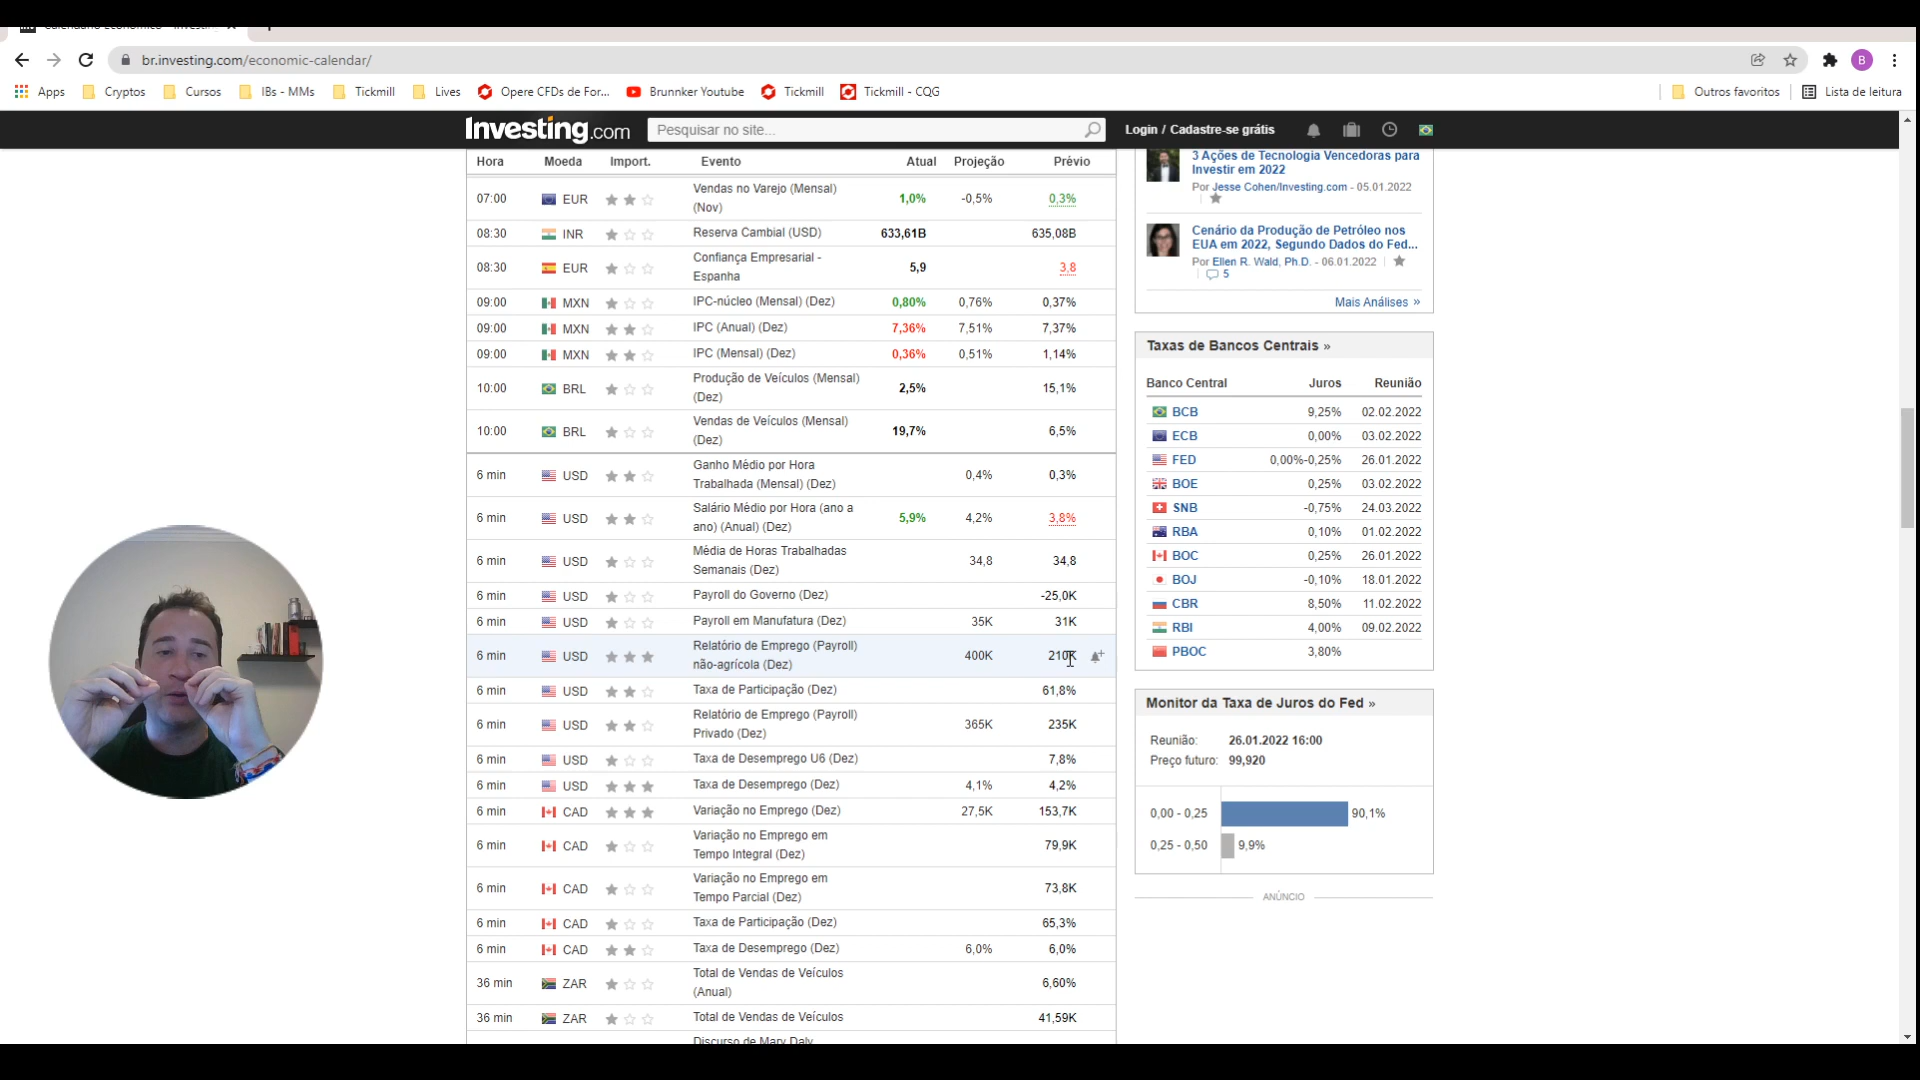 br.investing.com/economic-calendar/
B
Apps
Cryptos
Cursos
IBs - MMs
Tickmill
Lives
Opere CFDs de For...
Brunnker Youtube
Tickmill
Tickmill - CQG
Outros favoritos
Lista de leitura
Investing.com
Pesquisar no site...
Login / Cadastre-se grátis
Hora Moeda Import. Evento Atual Projeção Prévio
07:00 EUR Vendas no Varejo (Mensal) 1,0% -0,5% 0,3%
(Nov)
08:30 INR Reserva Cambial (USD) 633,61B 635,08B
08:30 EUR Confiança Empresarial - 5,9 3,8
Espanha
09:00 MXN IPC-núcleo (Mensal) (Dez) 0,80% 0,76% 0,37%
09:00 MXN IPC (Anual) (Dez) 7,36% 7,51% 7,37%
09:00 MXN IPC (Mensal) (Dez) 0,36% 0,51% 1,14%
10:00 BRL Produção de Veículos (Mensal) 2,5% 15,1%
(Dez)
10:00 BRL Vendas de Veículos (Mensal) 19,7% 6,5%
(Dez)
6 min USD Ganho Médio por Hora 0,4% 0,3%
Trabalhada (Mensal) (Dez)
6 min USD Salário Médio por Hora (ano a 5,9% 4,2% 3,8%
ano) (Anual) (Dez)
6 min USD Média de Horas Trabalhadas 34,8 34,8
Semanais (Dez)
6 min USD Payroll do Governo (Dez) -25,0K
6 min USD Payroll em Manufatura (Dez) 35K 31K
6 min USD Relatório de Emprego (Payroll) 400K 210K
não-agrícola (Dez)
6 min USD Taxa de Participação (Dez) 61,8%
6 min USD Relatório de Emprego (Payroll) 365K 235K
Privado (Dez)
6 min USD Taxa de Desemprego U6 (Dez) 7,8%
6 min USD Taxa de Desemprego (Dez) 4,1% 4,2%
6 min CAD Variação no Emprego (Dez) 27,5K 153,7K
6 min CAD Variação no Emprego em 79,9K
Tempo Integral (Dez)
6 min CAD Variação no Emprego em 73,8K
Tempo Parcial (Dez)
6 min CAD Taxa de Participação (Dez) 65,3%
6 min CAD Taxa de Desemprego (Dez) 6,0% 6,0%
36 min ZAR Total de Vendas de Veículos 6,60%
(Anual)
36 min ZAR Total de Vendas de Veículos 41,59K
Discurso de Mary Daly
3 Ações de Tecnologia Vencedoras para
Investir em 2022
Por Jesse Cohen/Investing.com - 05.01.2022
Cenário da Produção de Petróleo nos
EUA em 2022, Segundo Dados do Fed...
Por Ellen R. Wald, Ph.D. - 06.01.2022
5
Mais Análises »
Taxas de Bancos Centrais »
Banco Central Juros Reunião
BCB 9,25% 02.02.2022
ECB 0,00% 03.02.2022
FED 0,00%-0,25% 26.01.2022
BOE 0,25% 03.02.2022
SNB -0,75% 24.03.2022
RBA 0,10% 01.02.2022
BOC 0,25% 26.01.2022
BOJ -0,10% 18.01.2022
CBR 8,50% 11.02.2022
RBI 4,00% 09.02.2022
PBOC 3,80%
Monitor da Taxa de Juros do Fed »
Reunião: 26.01.2022 16:00
Preço futuro: 99,920
0,00 - 0,25 90,1%
0,25 - 0,50 9,9%
ANÚNCIO